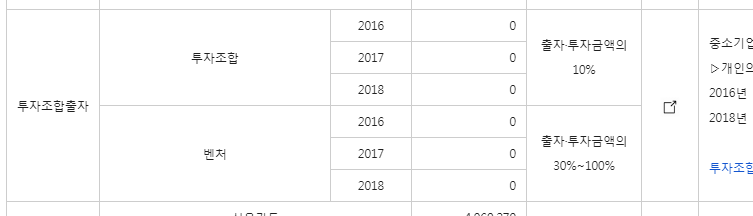 투자조합출자
투자조합
2016 0
2017 0
2018 0
출자·투자금액의
10%
벤처
2016 0
2017 0
2018 0
출자·투자금액의
30%~100%
중소기업
▷개인의
2016년
2018년
투자조합